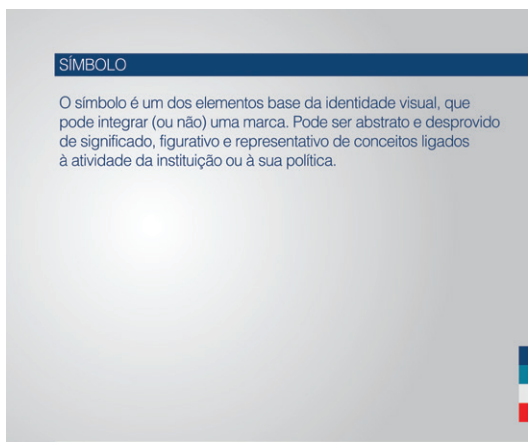 SÍMBOLO
O símbolo é um dos elementos base da identidade visual, que
pode integrar (ou não) uma marca. Pode ser abstrato e desprovido
de significado, figurativo e representativo de conceitos ligados
à atividade da instituição ou à sua política.